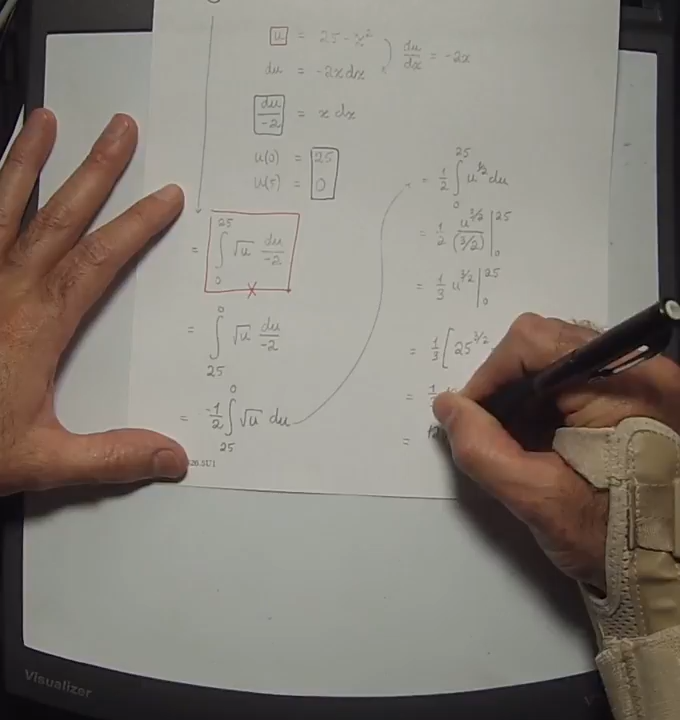 u = 25 - x²
du = -2x dx
du/dx = -2x
du/-2 = x dx
u(0) = 25
u(5) = 0
= ∫₀²⁵ √u du/-2
X
= ∫₂₅⁰ √u du/-2
= -1/2 ∫₂₅⁰ √u du
= 1/2 ∫₀²⁵ u^{1/2} du
= 1/2 u^{3/2}/(3/2) |₀²⁵
= 1/3 u^{3/2} |₀²⁵
= 1/3 [25^{3/2}
=
=
Visualizer